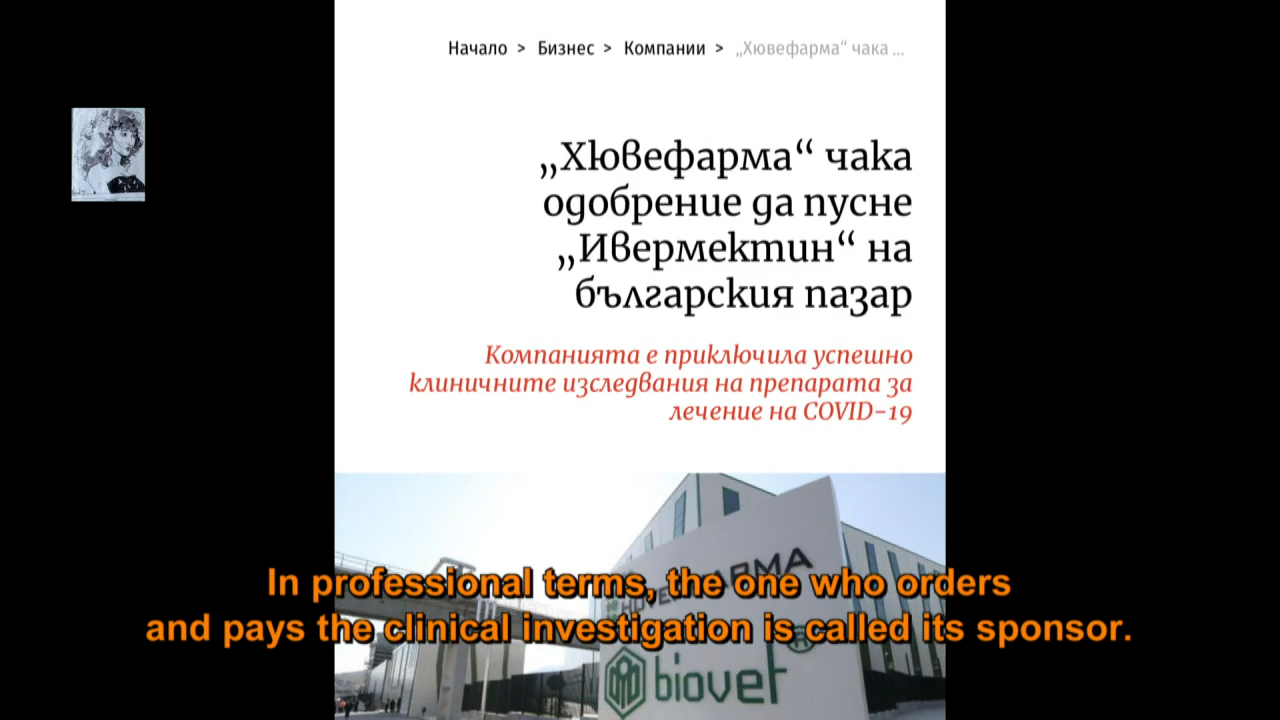 Начало > Бизнес > Компании > „Хювефарма“ чака ...
„Хювефарма“ чака
одобрение да пусне
„Ивермектин“ на
българския пазар
Компанията е приключила успешно
клиничните изследвания на препарата за
лечение на COVID-19
HUVEPHARMA
In professional terms, the one who orders
and pays the clinical investigation is called its sponsor.
biovet®